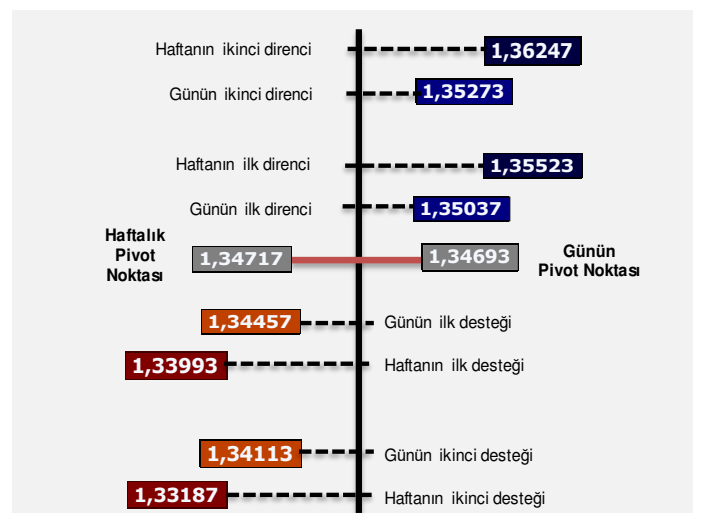 Haftanın ikinci direnci 1,36247
Günün ikinci direnci 1,35273
Haftanın ilk direnci 1,35523
Günün ilk direnci 1,35037
Haftalık
Pivot
Noktası
1,34717
1,34693
Günün
Pivot Noktası
1,34457 Günün ilk desteği
1,33993 Haftanın ilk desteği
1,34113 Günün ikinci desteği
1,33187 Haftanın ikinci desteği